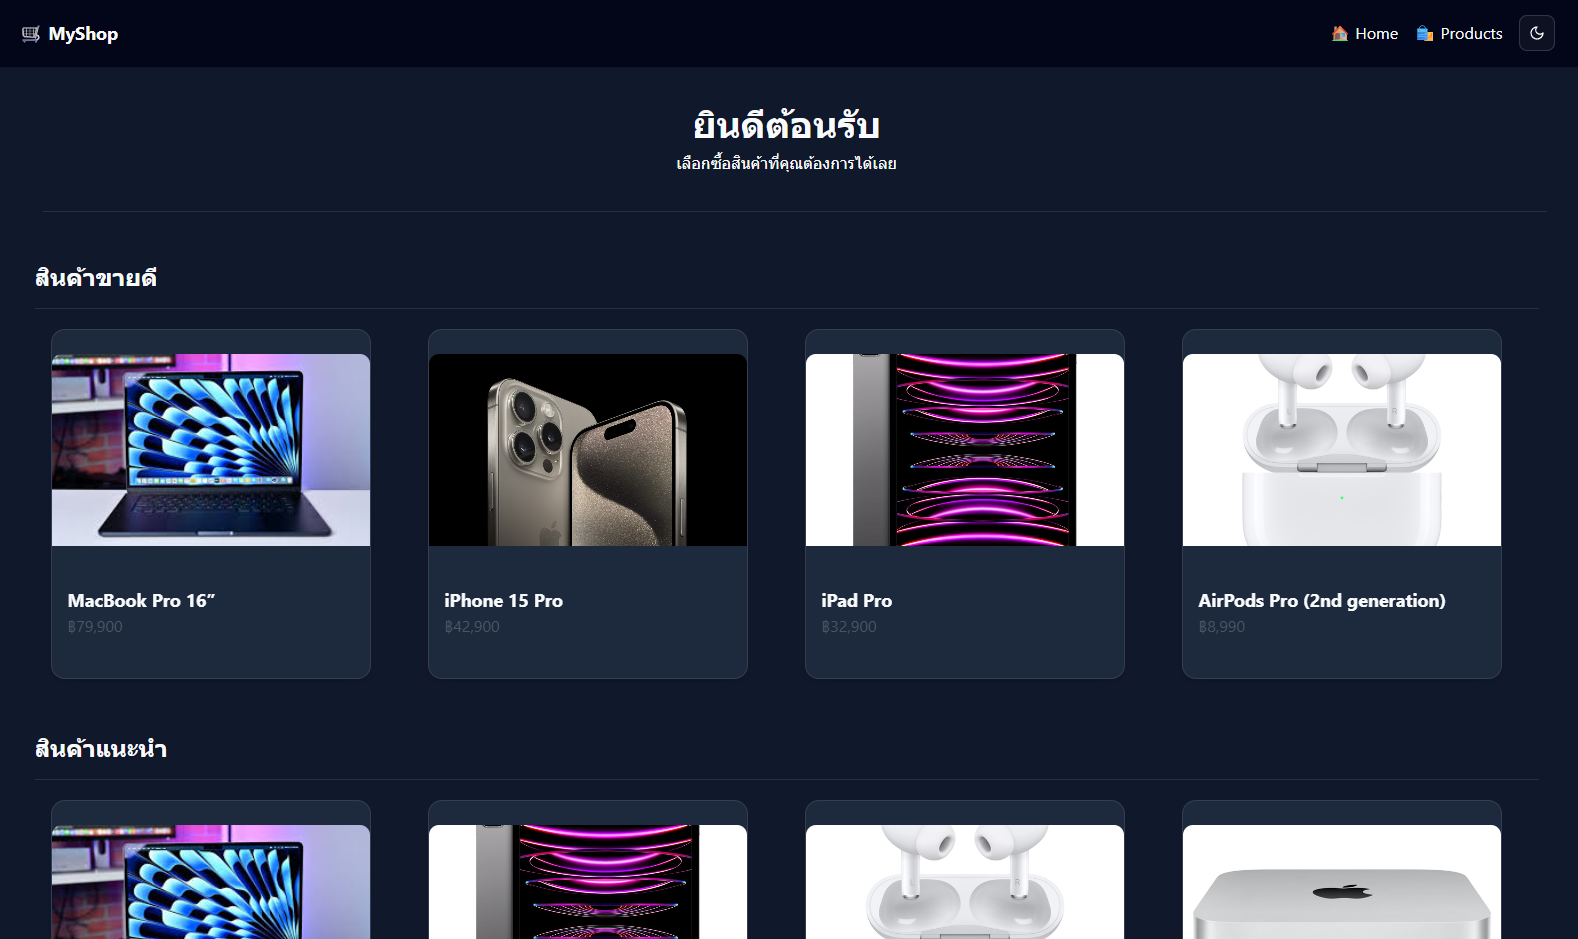 MyShop
Home
Products
ยินดีต้อนรับ
เลือกซื้อสินค้าที่คุณต้องการได้เลย
สินค้าขายดี
MacBook Pro 16”
฿79,900
iPhone 15 Pro
฿42,900
iPad Pro
฿32,900
AirPods Pro (2nd generation)
฿8,990
สินค้าแนะนำ